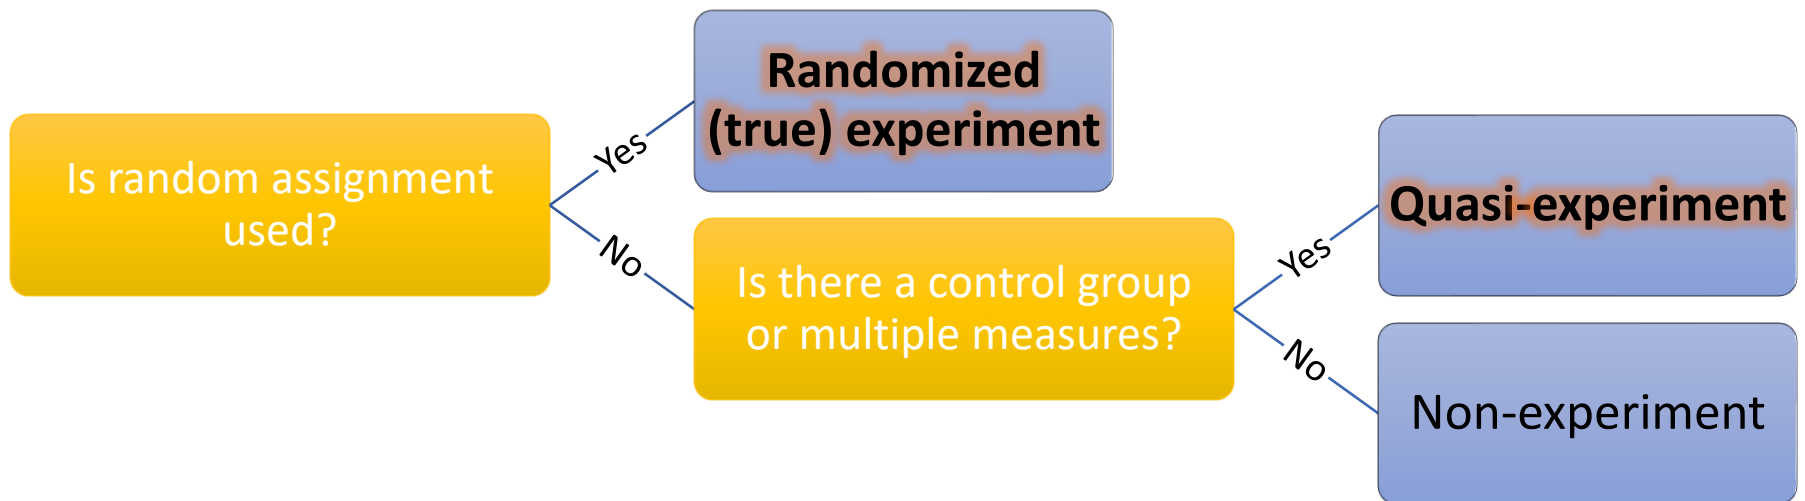 Is random assignment
used?
Yes
Randomized
(true) experiment
No
Is there a control group
or multiple measures?
Yes
Quasi-experiment
No
Non-experiment